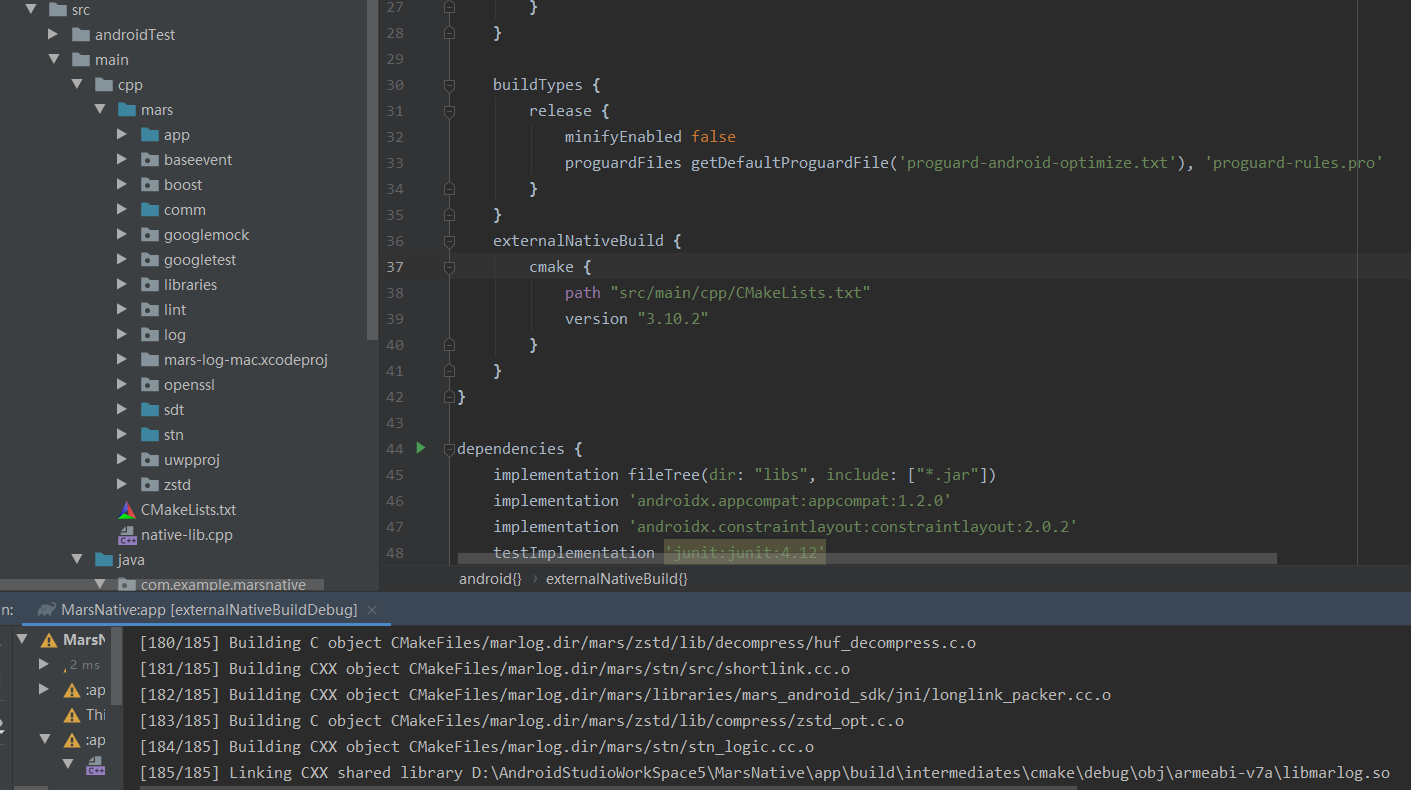 src
androidTest
main
cpp
mars
app
baseevent
boost
comm
googlemock
googletest
libraries
lint
log
mars-log-mac.xcodeproj
openssl
sdt
stn
uwpproj
zstd
CMakeLists.txt
native-lib.cpp
java
com.example.marsnative
27 }
28 }
29
30 buildTypes {
31 release {
32 minifyEnabled false
33 proguardFiles getDefaultProguardFile('proguard-android-optimize.txt'), 'proguard-rules.pro'
34 }
35 }
36 externalNativeBuild {
37 cmake {
38 path "src/main/cpp/CMakeLists.txt"
39 version "3.10.2"
40 }
41 }
42 }
43
44 dependencies {
45 implementation fileTree(dir: "libs", include: ["*.jar"])
46 implementation 'androidx.appcompat:appcompat:1.2.0'
47 implementation 'androidx.constraintlayout:constraintlayout:2.0.2'
48 testImplementation 'junit:junit:4.12'
android{} › externalNativeBuild{}
n: MarsNative:app [externalNativeBuildDebug] ×
MarsN
2 ms
:ap
Thi
:ap
[180/185] Building C object CMakeFiles/marlog.dir/mars/zstd/lib/decompress/huf_decompress.c.o
[181/185] Building CXX object CMakeFiles/marlog.dir/mars/stn/src/shortlink.cc.o
[182/185] Building CXX object CMakeFiles/marlog.dir/mars/libraries/mars_android_sdk/jni/longlink_packer.cc.o
[183/185] Building C object CMakeFiles/marlog.dir/mars/zstd/lib/compress/zstd_opt.c.o
[184/185] Building CXX object CMakeFiles/marlog.dir/mars/stn/stn_logic.cc.o
[185/185] Linking CXX shared library D:\AndroidStudioWorkSpace5\MarsNative\app\build\intermediates\cmake\debug\obj\armeabi-v7a\libmarlog.so